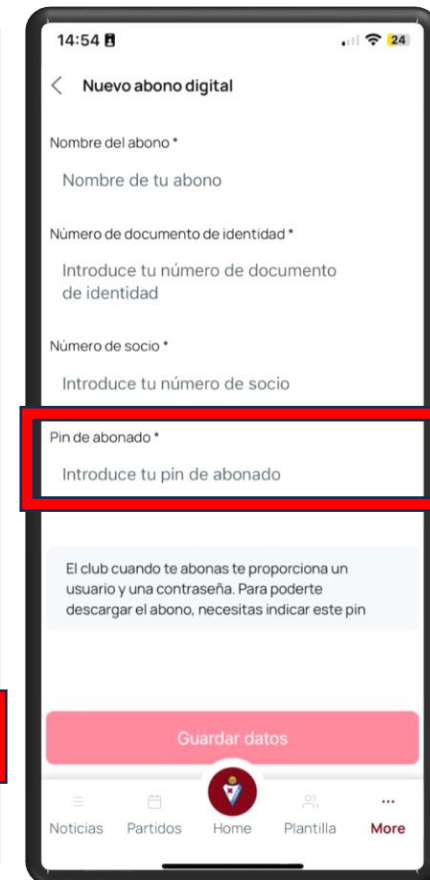 14:54
24
Nuevo abono digital
Nombre del abono *
Nombre de tu abono
Número de documento de identidad *
Introduce tu número de documento
de identidad
Número de socio *
Introduce tu número de socio
Pin de abonado *
Introduce tu pin de abonado
El club cuando te abonas te proporciona un
usuario y una contraseña. Para poderte
descargar el abono, necesitas indicar este pin
Guardar datos
Noticias Partidos Home Plantilla More